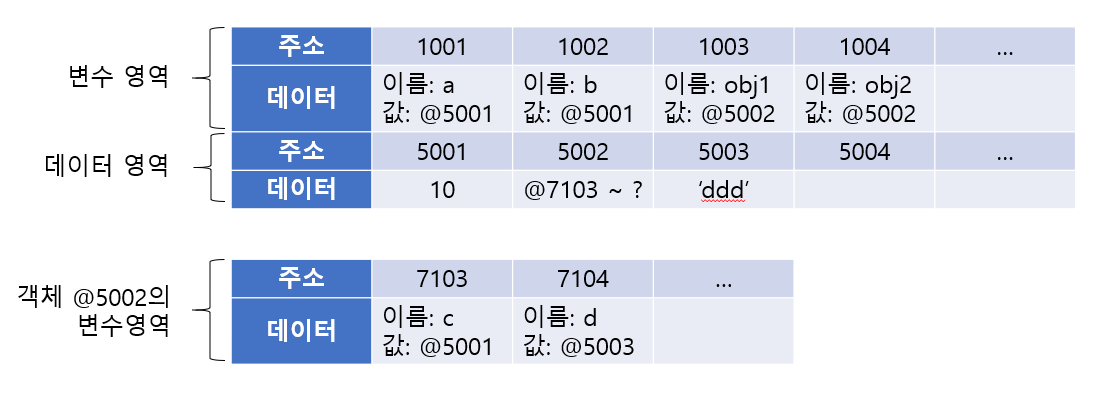 변수 영역
주소 1001 1002 1003 1004 ...
데이터 이름: a 이름: b 이름: obj1 이름: obj2
값: @5001 값: @5001 값: @5002 값: @5002
데이터 영역
주소 5001 5002 5003 5004 ...
데이터 10 @7103 ~ ? ‘ddd’
객체 @5002의
변수영역
주소 7103 7104 ...
데이터 이름: c 이름: d
값: @5001 값: @5003